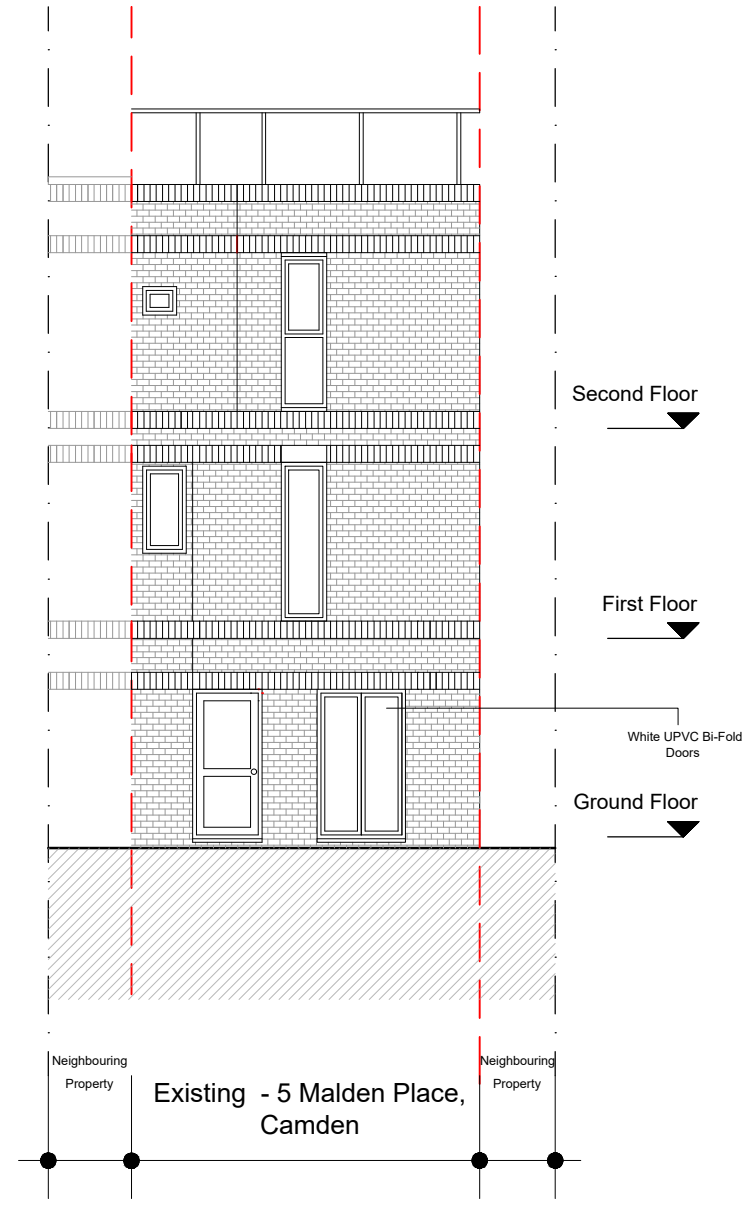 Second Floor
First Floor
White UPVC Bi-Fold
Doors
Ground Floor
Neighbouring
Property
Existing - 5 Malden Place,
Camden
Neighbouring
Property